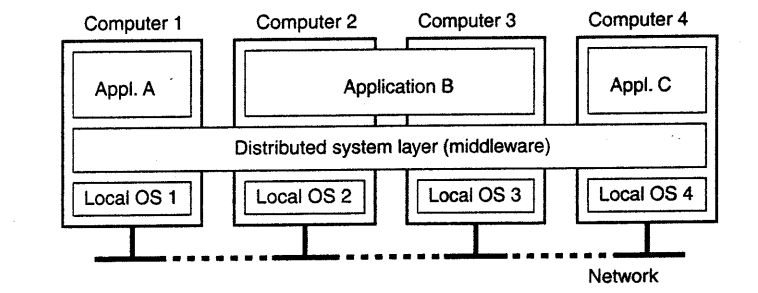 Computer 1 Computer 2 Computer 3 Computer 4
Appl. A Application B Appl. C
Distributed system layer (middleware)
Local OS 1 Local OS 2 Local OS 3 Local OS 4
Network